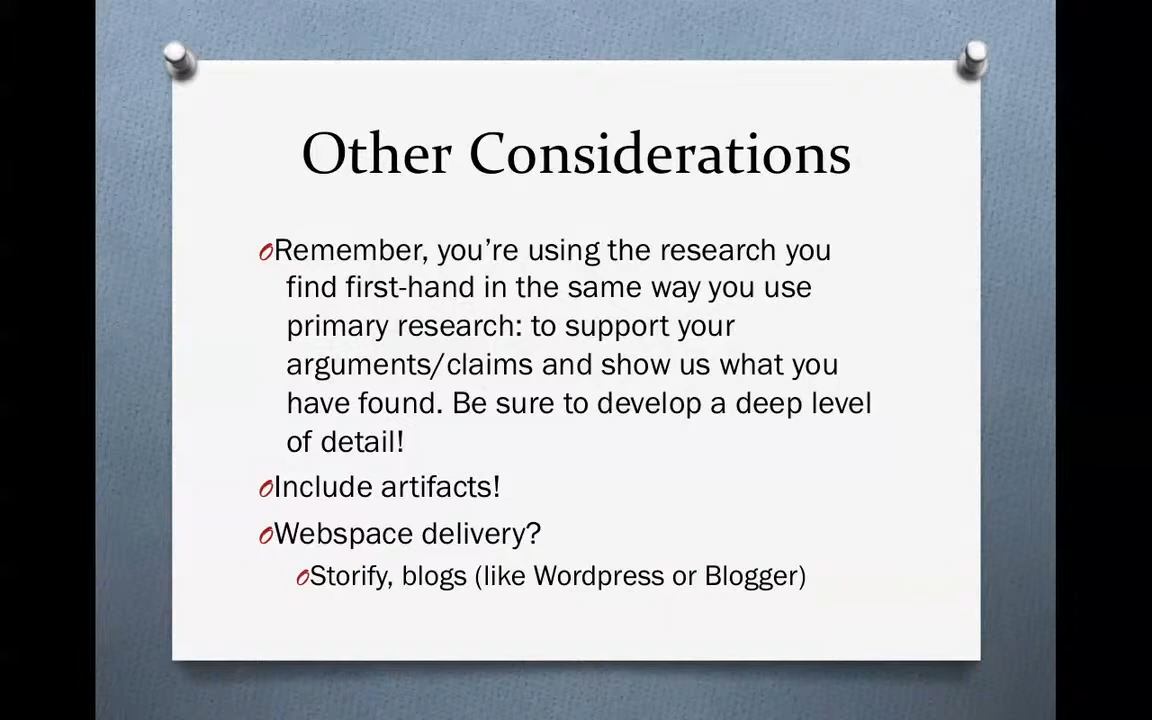 Other Considerations
Remember, you’re using the research you
find first-hand in the same way you use
primary research: to support your
arguments/claims and show us what you
have found. Be sure to develop a deep level
of detail!
Include artifacts!
Webspace delivery?
Storify, blogs (like Wordpress or Blogger)